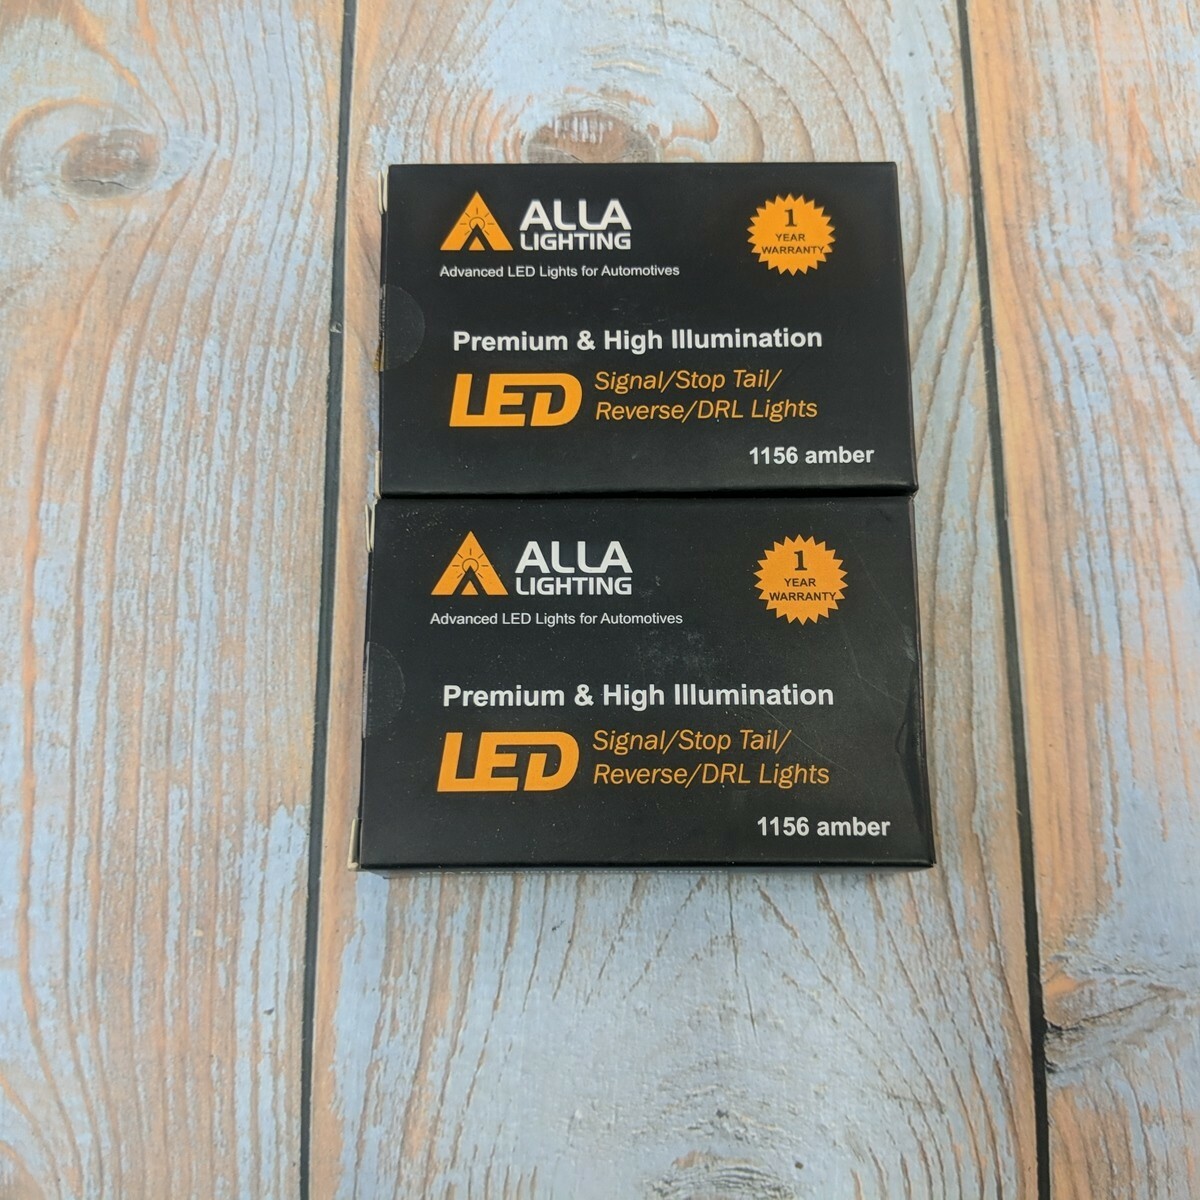 ALLA
LIGHTING
Advanced LED Lights for Automotives
1
YEAR
WARRANTY
Premium & High Illumination
LED
Signal/Stop Tail/
Reverse/DRL Lights
1156 amber
ALLA
LIGHTING
Advanced LED Lights for Automotives
1
YEAR
WARRANTY
Premium & High Illumination
LED
Signal/Stop Tail/
Reverse/DRL Lights
1156 amber